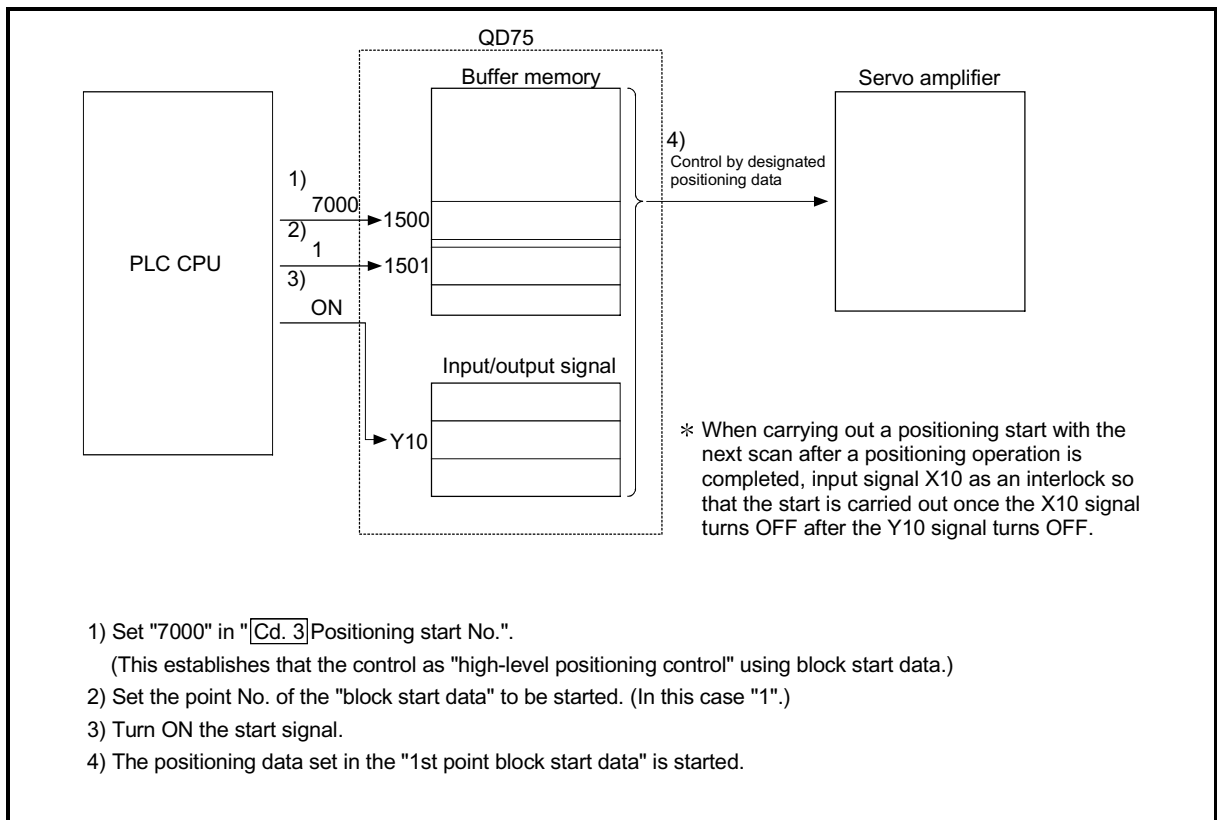 QD75
Buffer memory
Servo amplifier
4)
Control by designated
positioning data
1)
7000
1500
2)
1
1501
PLC CPU
3)
ON
Input/output signal
Y10
＊ When carrying out a positioning start with the
next scan after a positioning operation is
completed, input signal X10 as an interlock so
that the start is carried out once the X10 signal
turns OFF after the Y10 signal turns OFF.
1) Set "7000" in "Cd. 3 Positioning start No.".
(This establishes that the control as "high-level positioning control" using block start data.)
2) Set the point No. of the "block start data" to be started. (In this case "1".)
3) Turn ON the start signal.
4) The positioning data set in the "1st point block start data" is started.